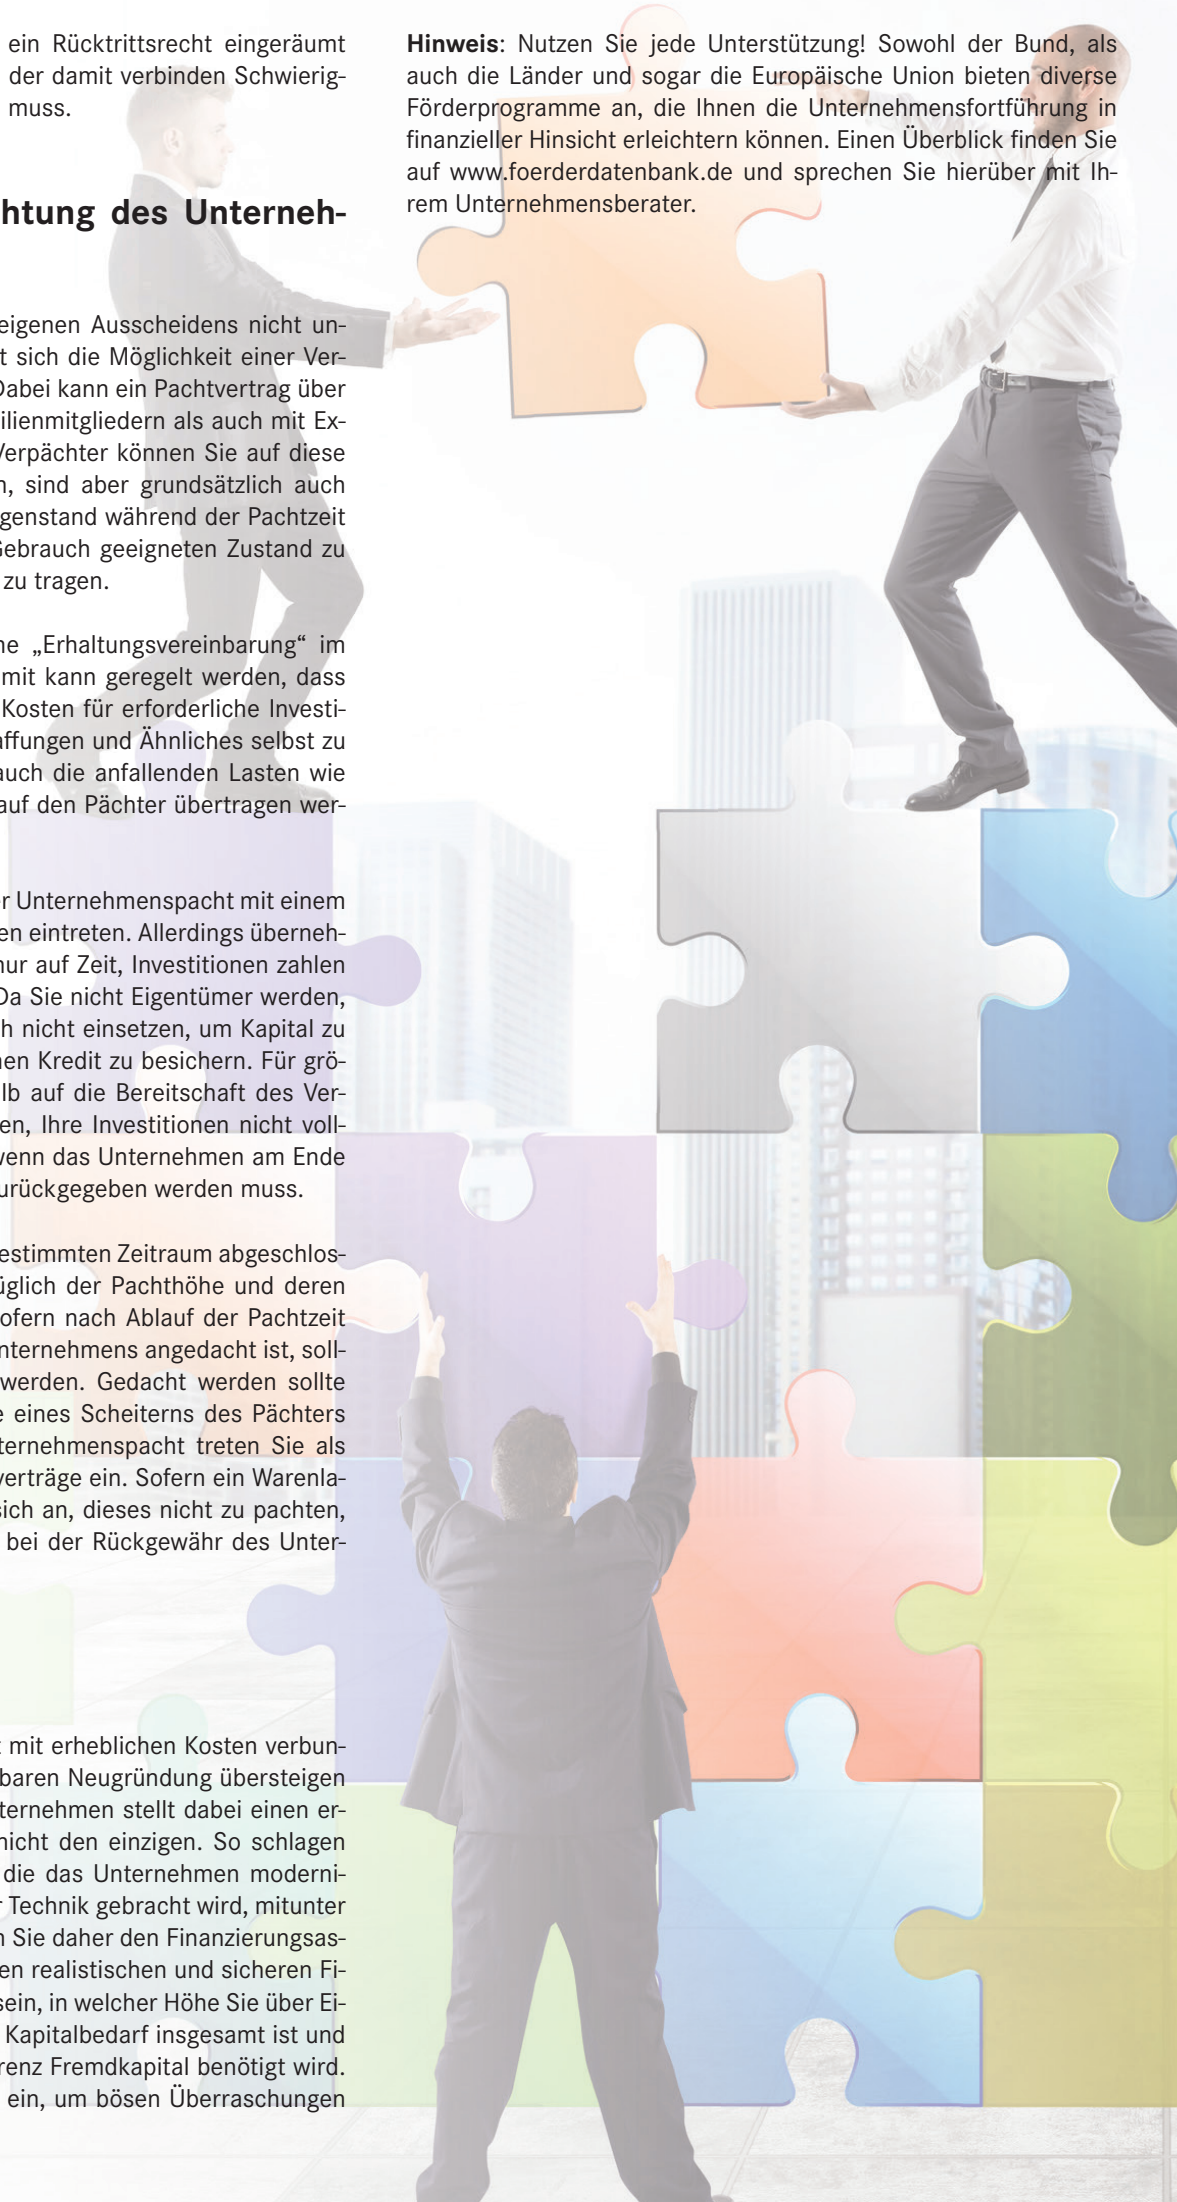 ein Rücktrittsrecht eingeräumt
der damit verbinden Schwierig-
muss.
htung des Unterneh-
eigenen Ausscheidens nicht un-
t sich die Möglichkeit einer Ver-
Dabei kann ein Pachtvertrag über
ilienmitgliedern als auch mit Ex-
Verpächter können Sie auf diese
n, sind aber grundsätzlich auch
genstand während der Pachtzeit
Gebrauch geeigneten Zustand zu
zu tragen.
ne „Erhaltungsvereinbarung“ im
mit kann geregelt werden, dass
Kosten für erforderliche Investi-
affungen und Ähnliches selbst zu
auch die anfallenden Lasten wie
auf den Pächter übertragen wer-
r Unternehmenspacht mit einem
en eintreten. Allerdings überneh-
nur auf Zeit, Investitionen zahlen
Da Sie nicht Eigentümer werden,
h nicht einsetzen, um Kapital zu
nen Kredit zu besichern. Für grö-
lb auf die Bereitschaft des Ver-
en, Ihre Investitionen nicht voll-
wenn das Unternehmen am Ende
urückgegeben werden muss.
estimmten Zeitraum abgeschlos-
üglich der Pachthöhe und deren
ofern nach Ablauf der Pachtzeit
nternehmens angedacht ist, soll-
werden. Gedacht werden sollte
e eines Scheiterns des Pächters
ternehmenspacht treten Sie als
verträge ein. Sofern ein Warenla-
sich an, dieses nicht zu pachten,
bei der Rückgewähr des Unter-
t mit erheblichen Kosten verbun-
baren Neugründung übersteigen
ternehmen stellt dabei einen er-
nicht den einzigen. So schlagen
die das Unternehmen moderni-
r Technik gebracht wird, mitunter
n Sie daher den Finanzierungsas-
en realistischen und sicheren Fi-
sein, in welcher Höhe Sie über Ei-
Kapitalbedarf insgesamt ist und
renz Fremdkapital benötigt wird.
ein, um bösen Überraschungen
Hinweis: Nutzen Sie jede Unterstützung! Sowohl der Bund, als
auch die Länder und sogar die Europäische Union bieten diverse
Förderprogramme an, die Ihnen die Unternehmensfortführung in
finanzieller Hinsicht erleichtern können. Einen Überblick finden Sie
auf www.foerderdatenbank.de und sprechen Sie hierüber mit Ih-
rem Unternehmensberater.